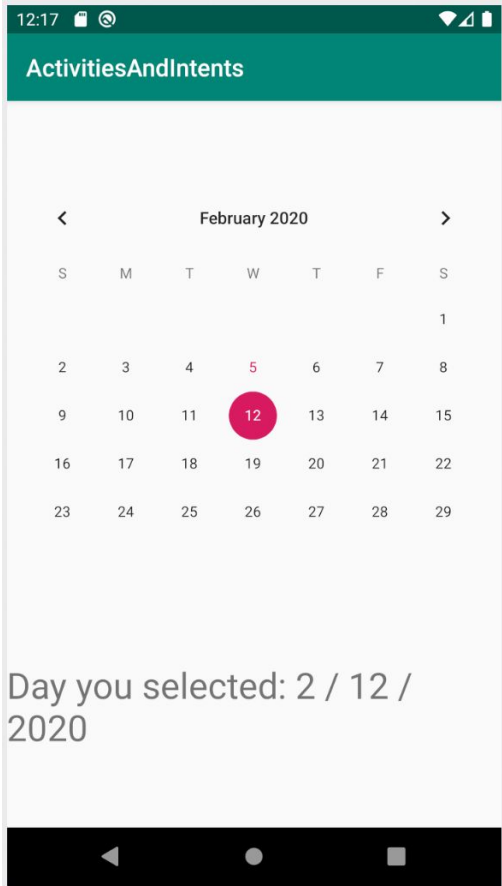 12:17
ActivitiesAndIntents
February 2020
S M T W T F S
1
2 3 4 5 6 7 8
9 10 11 12 13 14 15
16 17 18 19 20 21 22
23 24 25 26 27 28 29
Day you selected: 2 / 12 /
2020